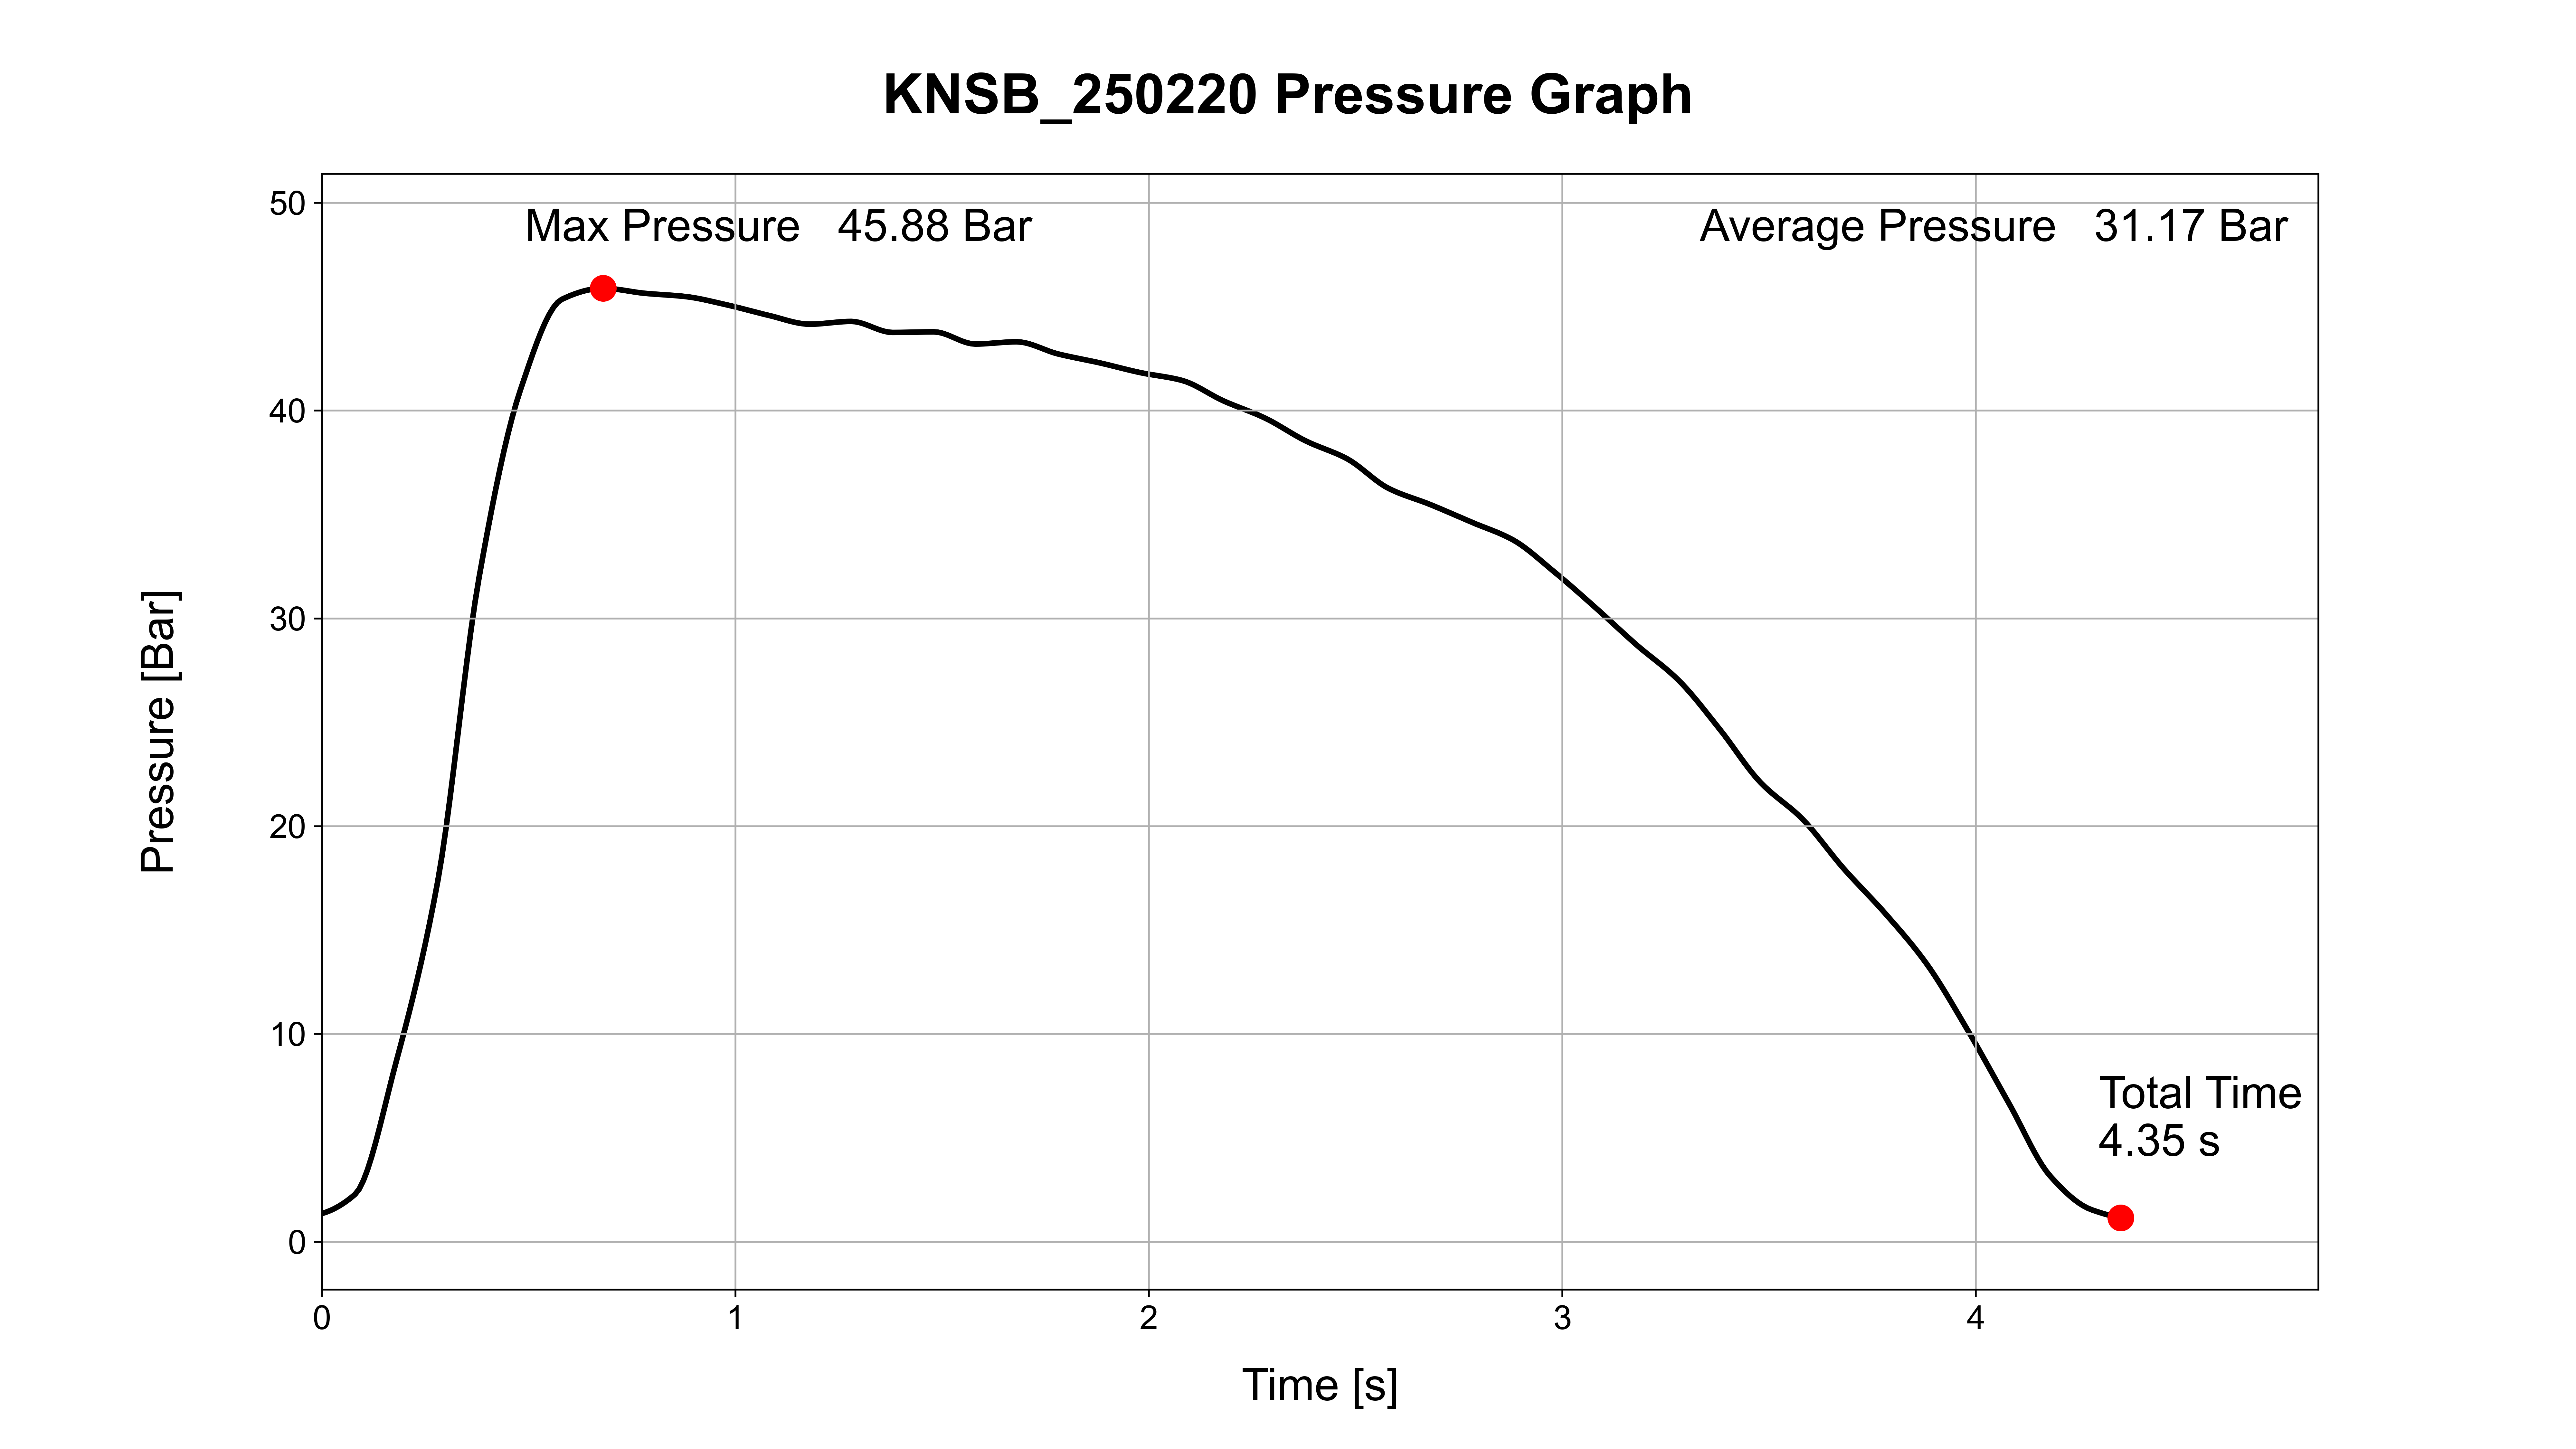 KNSB_250220 Pressure Graph
Max Pressure   45.88 Bar
Average Pressure   31.17 Bar
50
40
30
20
10
0
Pressure [Bar]
Total Time
4.35 s
0
1
2
3
4
Time [s]